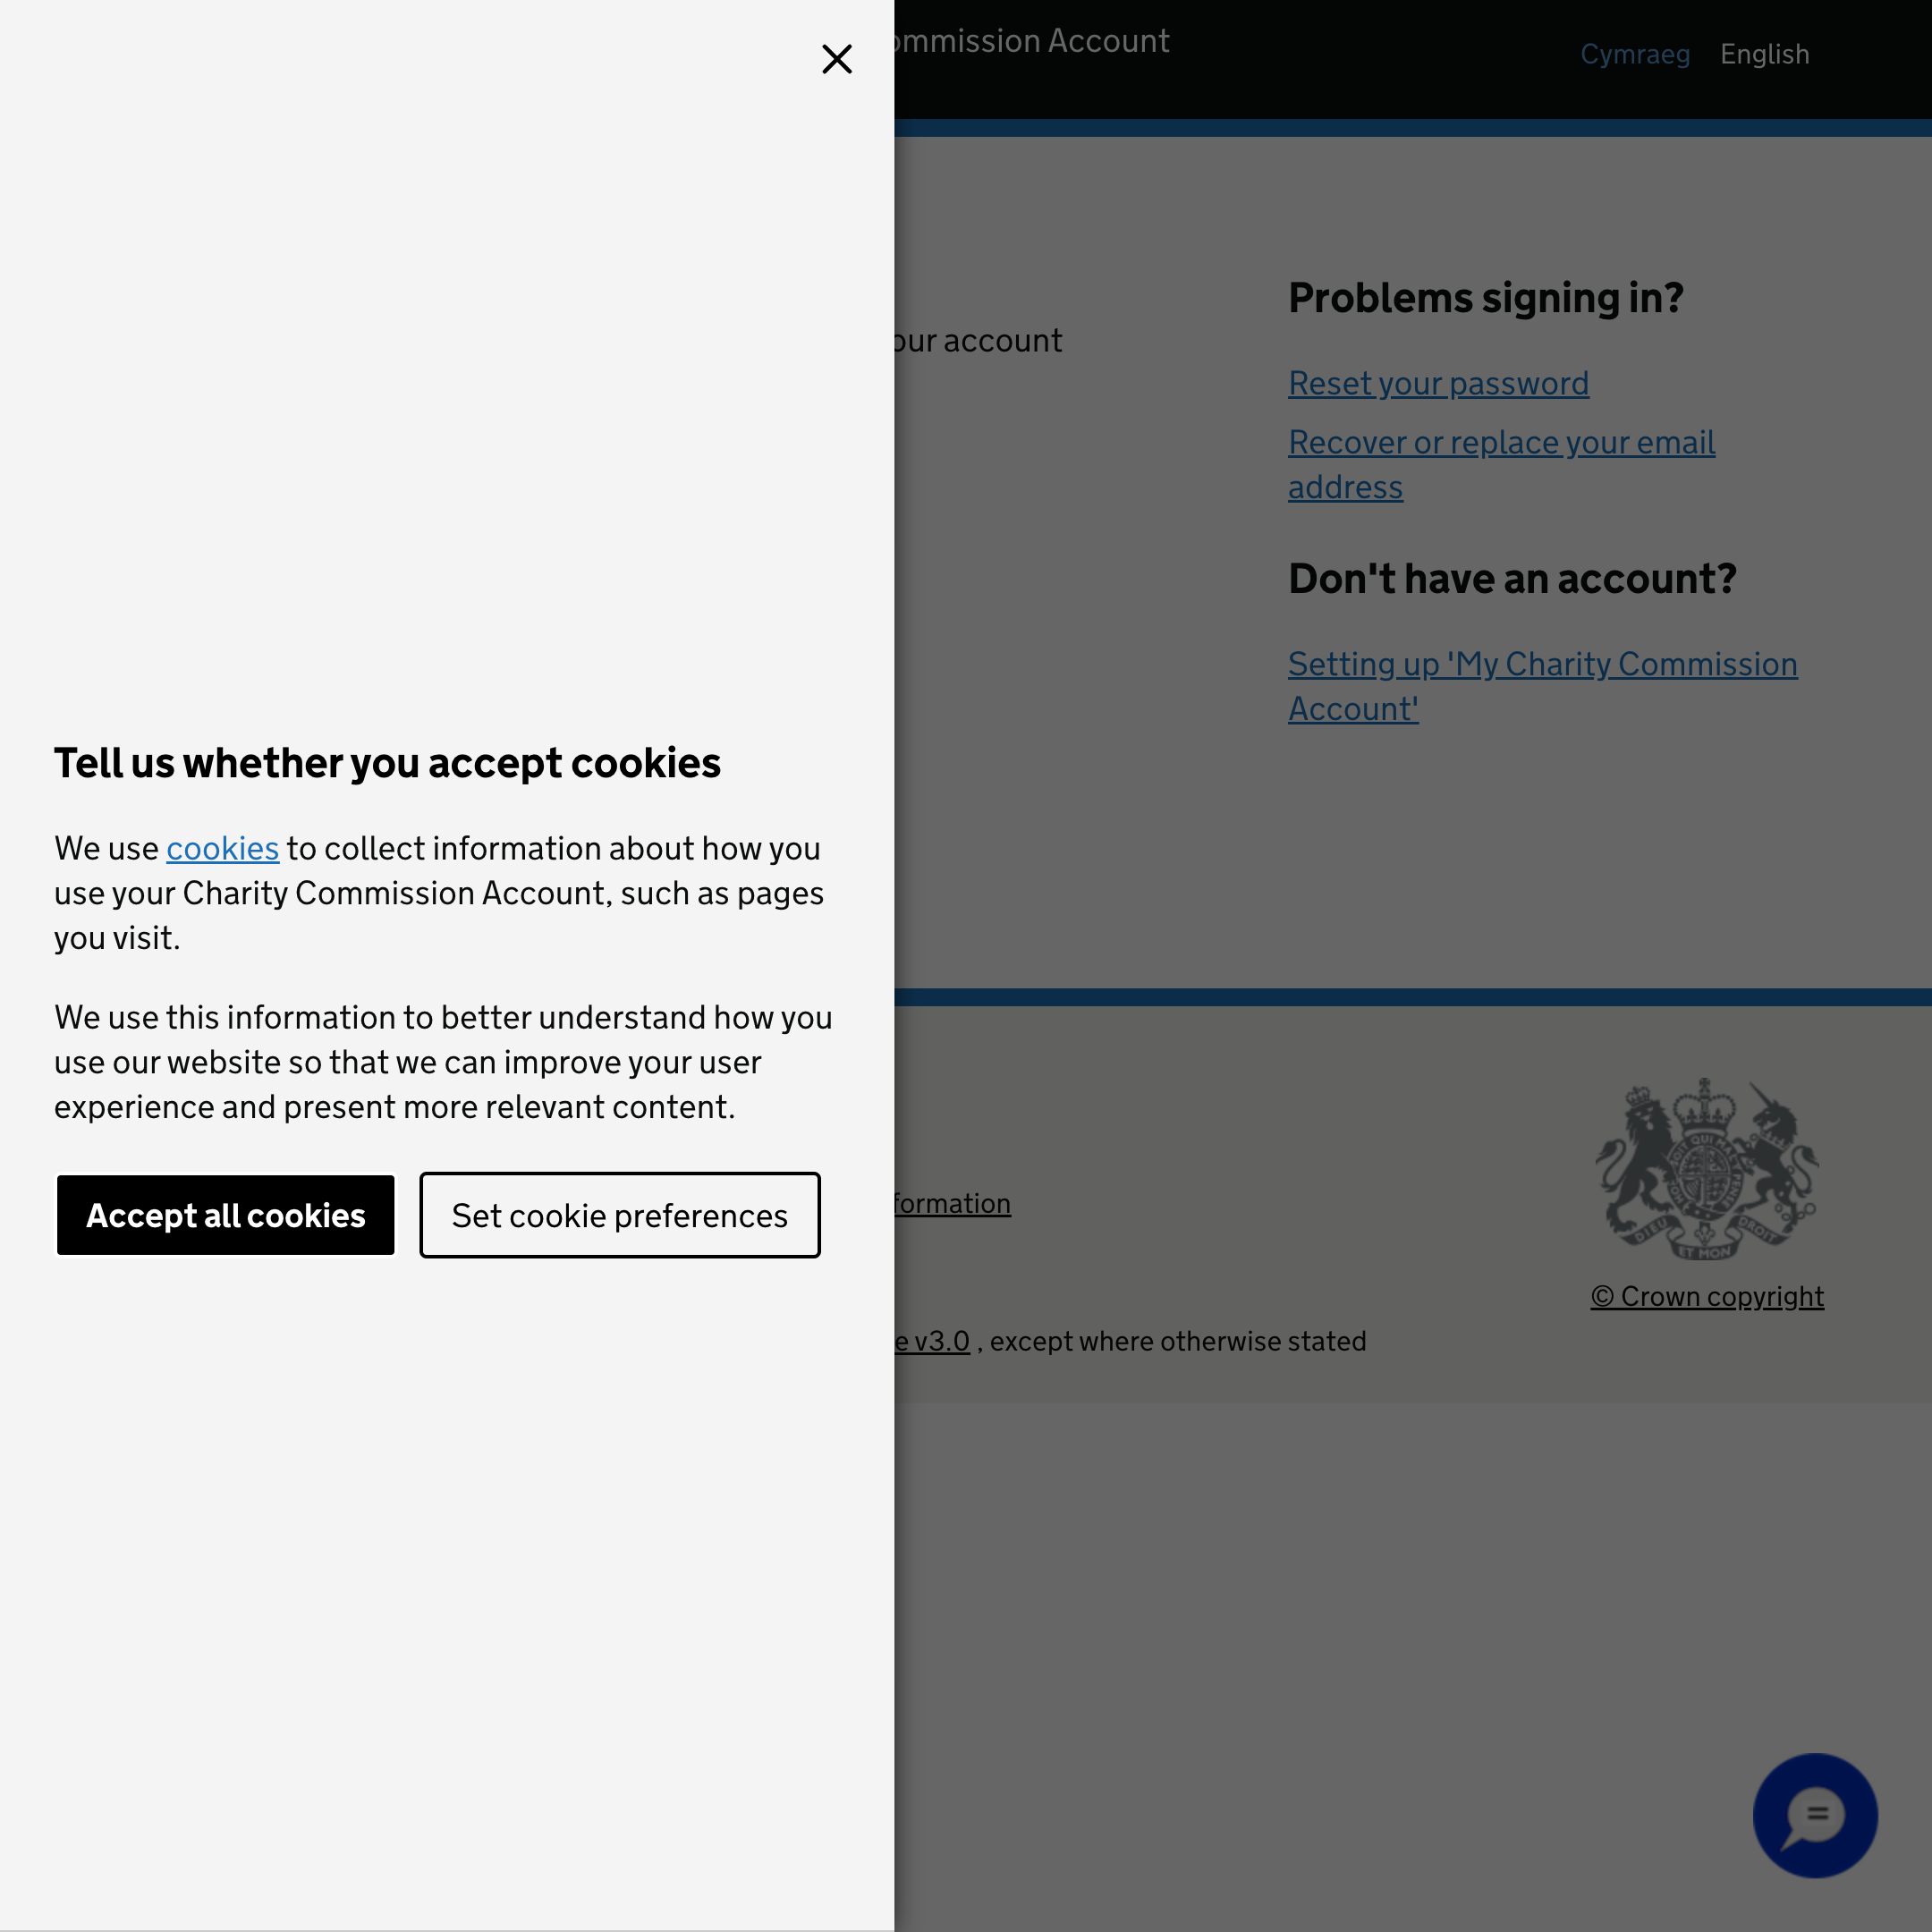 ommission Account
Cymraeg English
our account
Problems signing in?
Reset your password
Recover or replace your email
address
Don't have an account?
Setting up 'My Charity Commission
Account'
Tell us whether you accept cookies
We use cookies to collect information about how you
use your Charity Commission Account, such as pages
you visit.
We use this information to better understand how you
use our website so that we can improve your user
experience and present more relevant content.
Accept all cookies
Set cookie preferences
formation
DIEU ET MON DROIT
© Crown copyright
e v3.0 , except where otherwise stated